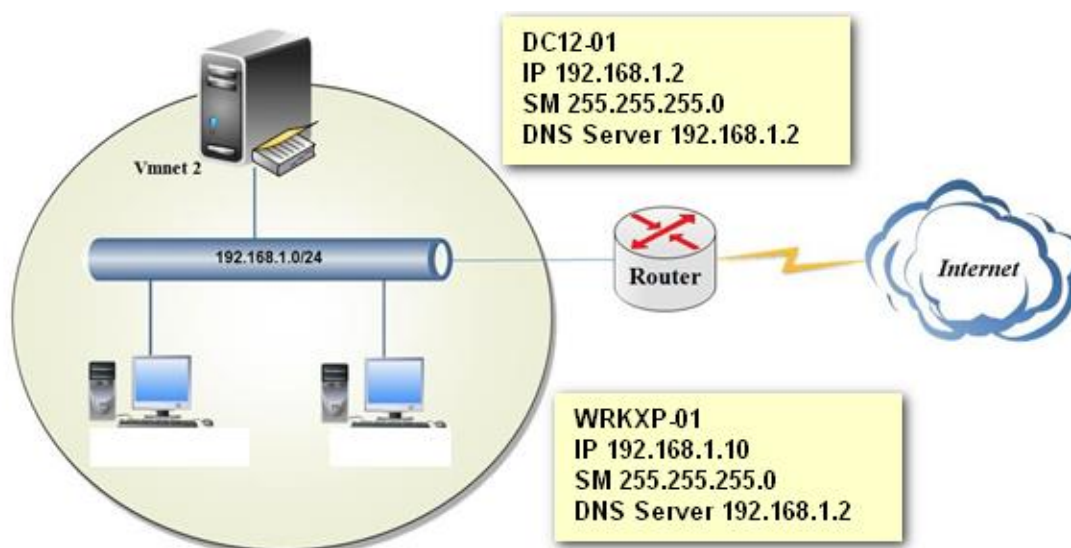 DC12-01
IP 192.168.1.2
SM 255.255.255.0
DNS Server 192.168.1.2
Vmnet 2
192.168.1.0/24
Router
Internet
WRKXP-01
IP 192.168.1.10
SM 255.255.255.0
DNS Server 192.168.1.2